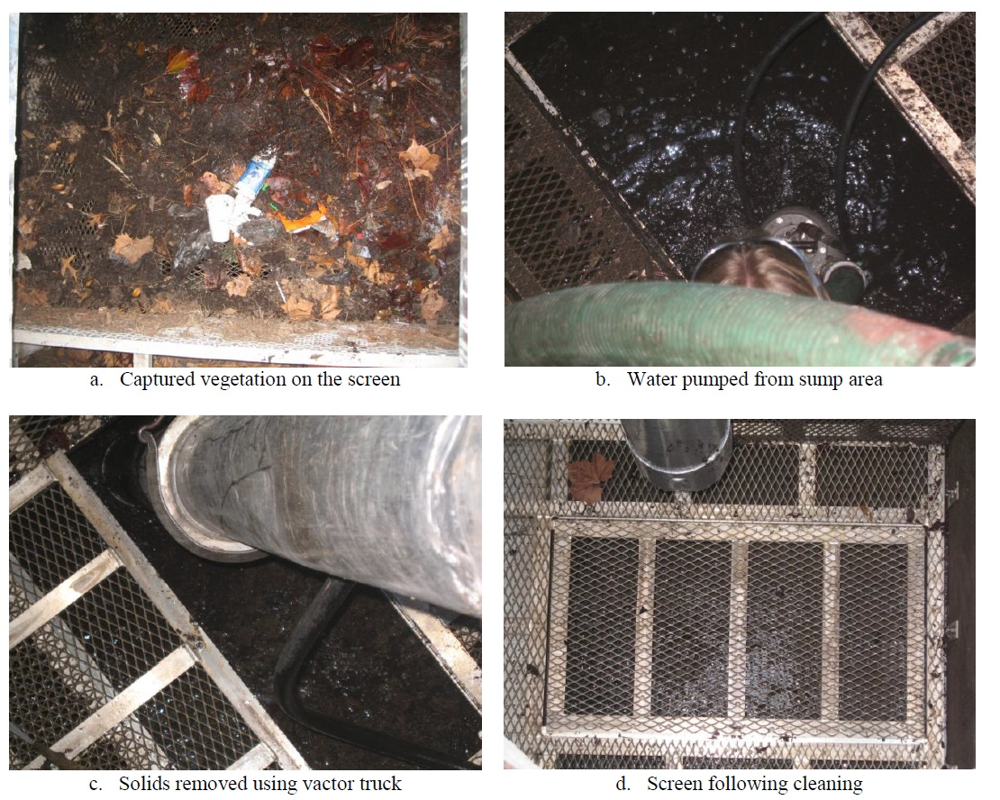 a. Captured vegetation on the screen
b. Water pumped from sump area
c. Solids removed using vactor truck
d. Screen following cleaning